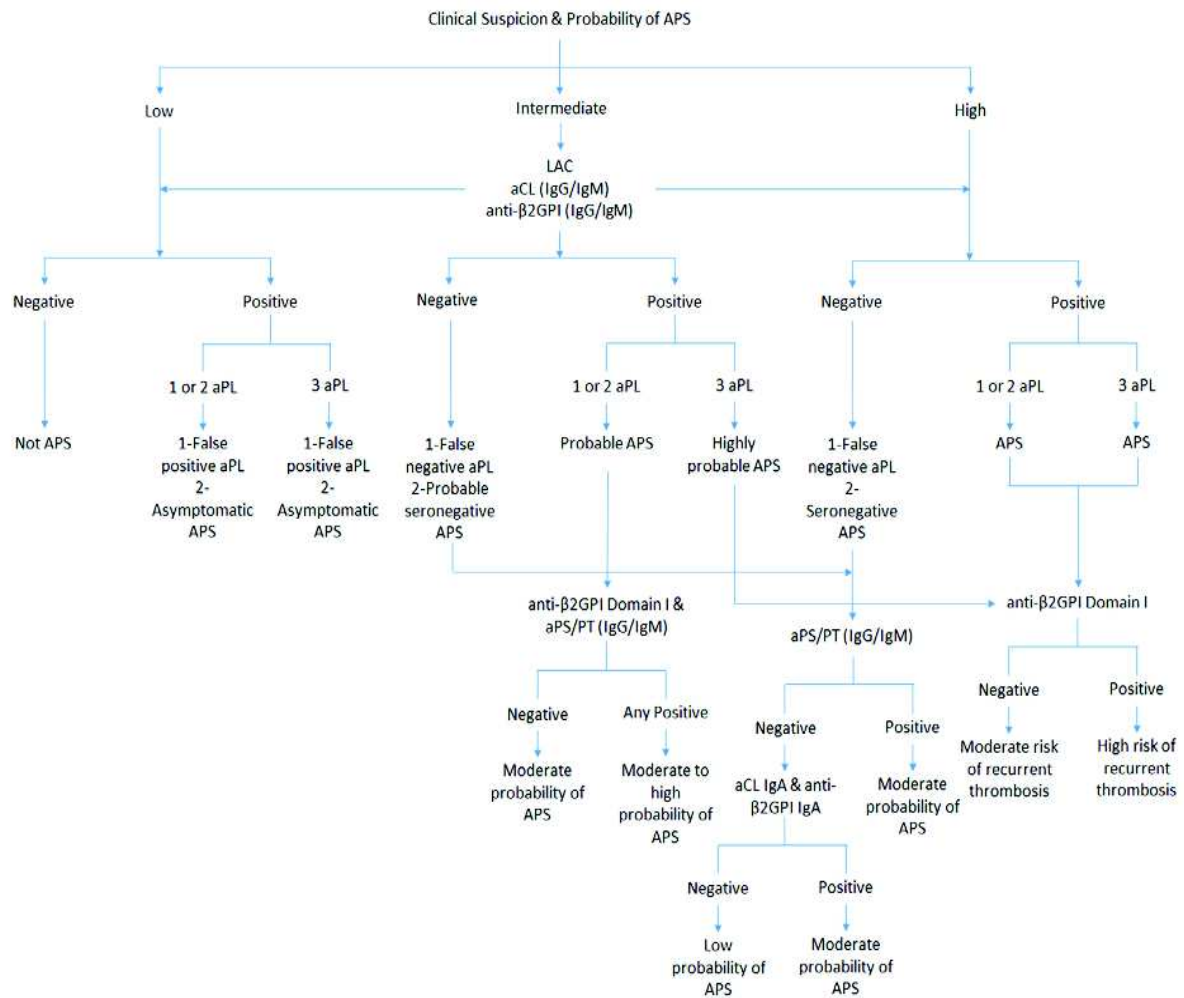 Clinical Suspicion & Probability of APS
Low
Intermediate
High
LAC
aCL (IgG/IgM)
anti-β2GPI (IgG/IgM)
Negative
Positive
Negative
Positive
Negative
Positive
1 or 2 aPL
3 aPL
1 or 2 aPL
3 aPL
1 or 2 aPL
3 aPL
Not APS
1-False
positive aPL
2-
Asymptomatic
APS
1-False
positive aPL
2-
Asymptomatic
APS
1-False
negative aPL
2-Probable
seronegative
APS
Probable APS
Highly
probable APS
1-False
negative aPL
2-
Seronegative
APS
APS
APS
anti-β2GPI Domain I &
aPS/PT (IgG/IgM)
aPS/PT (IgG/IgM)
anti-β2GPI Domain I
Negative
Any Positive
Negative
Positive
Negative
Positive
Moderate
probability of
APS
Moderate to
high
probability of
APS
aCL IgA & anti-
β2GPI IgA
Moderate
probability of
APS
Moderate risk
of recurrent
thrombosis
High risk of
recurrent
thrombosis
Negative
Positive
Low
probability of
APS
Moderate
probability of
APS